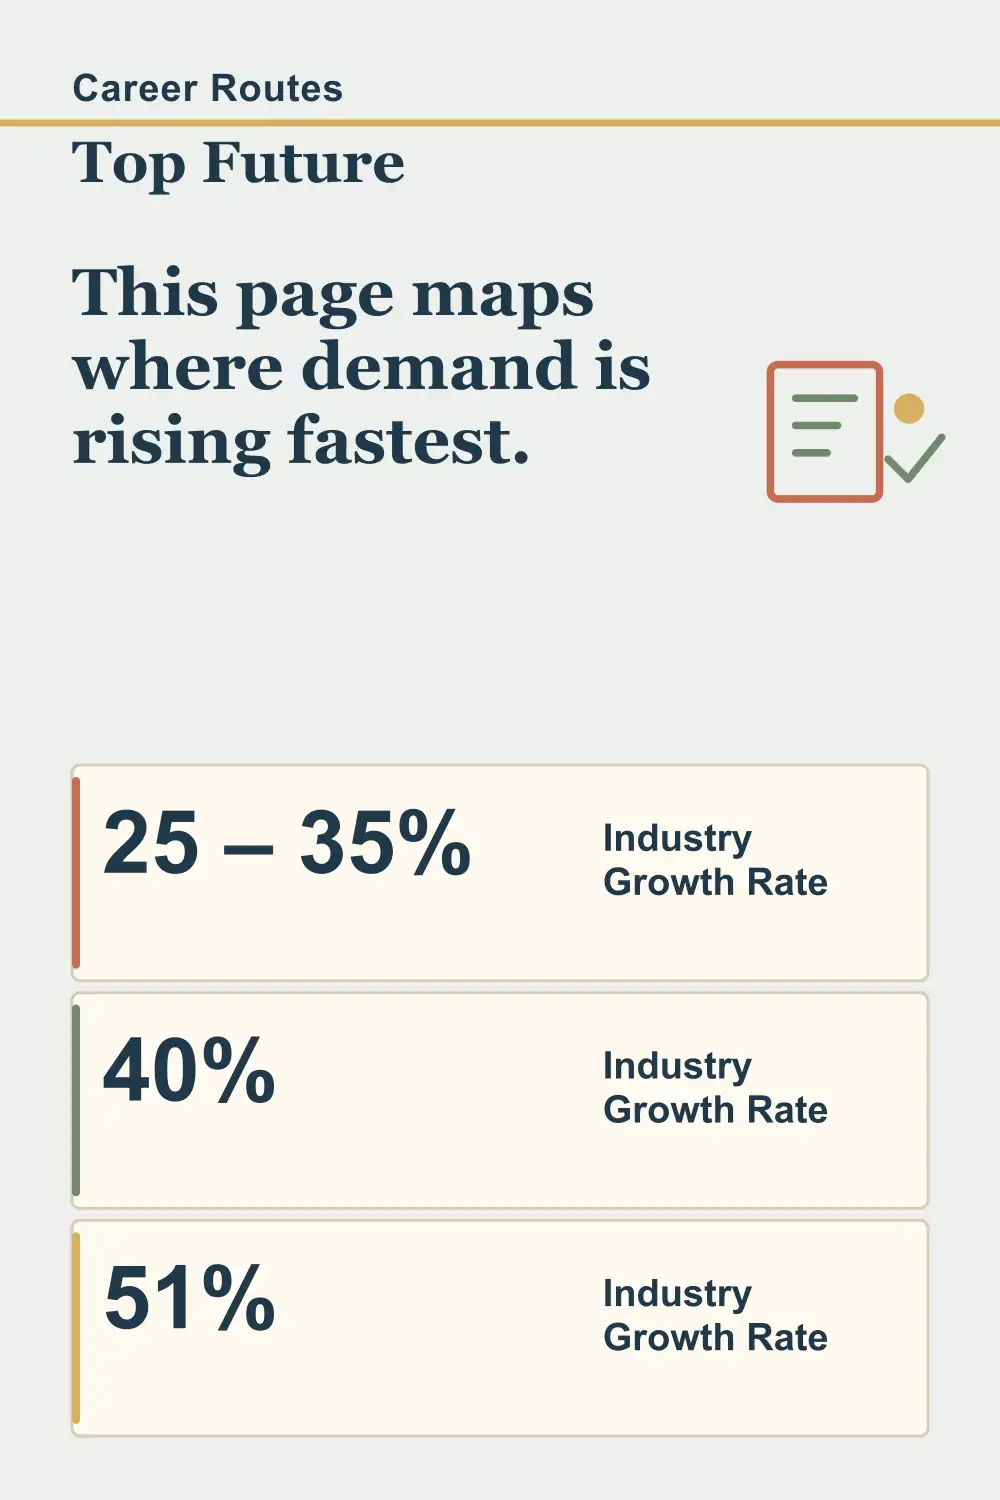 Career Routes
Top Future
This page maps
where demand is
rising fastest.
25 – 35%
Industry
Growth Rate
40%
Industry
Growth Rate
51%
Industry
Growth Rate